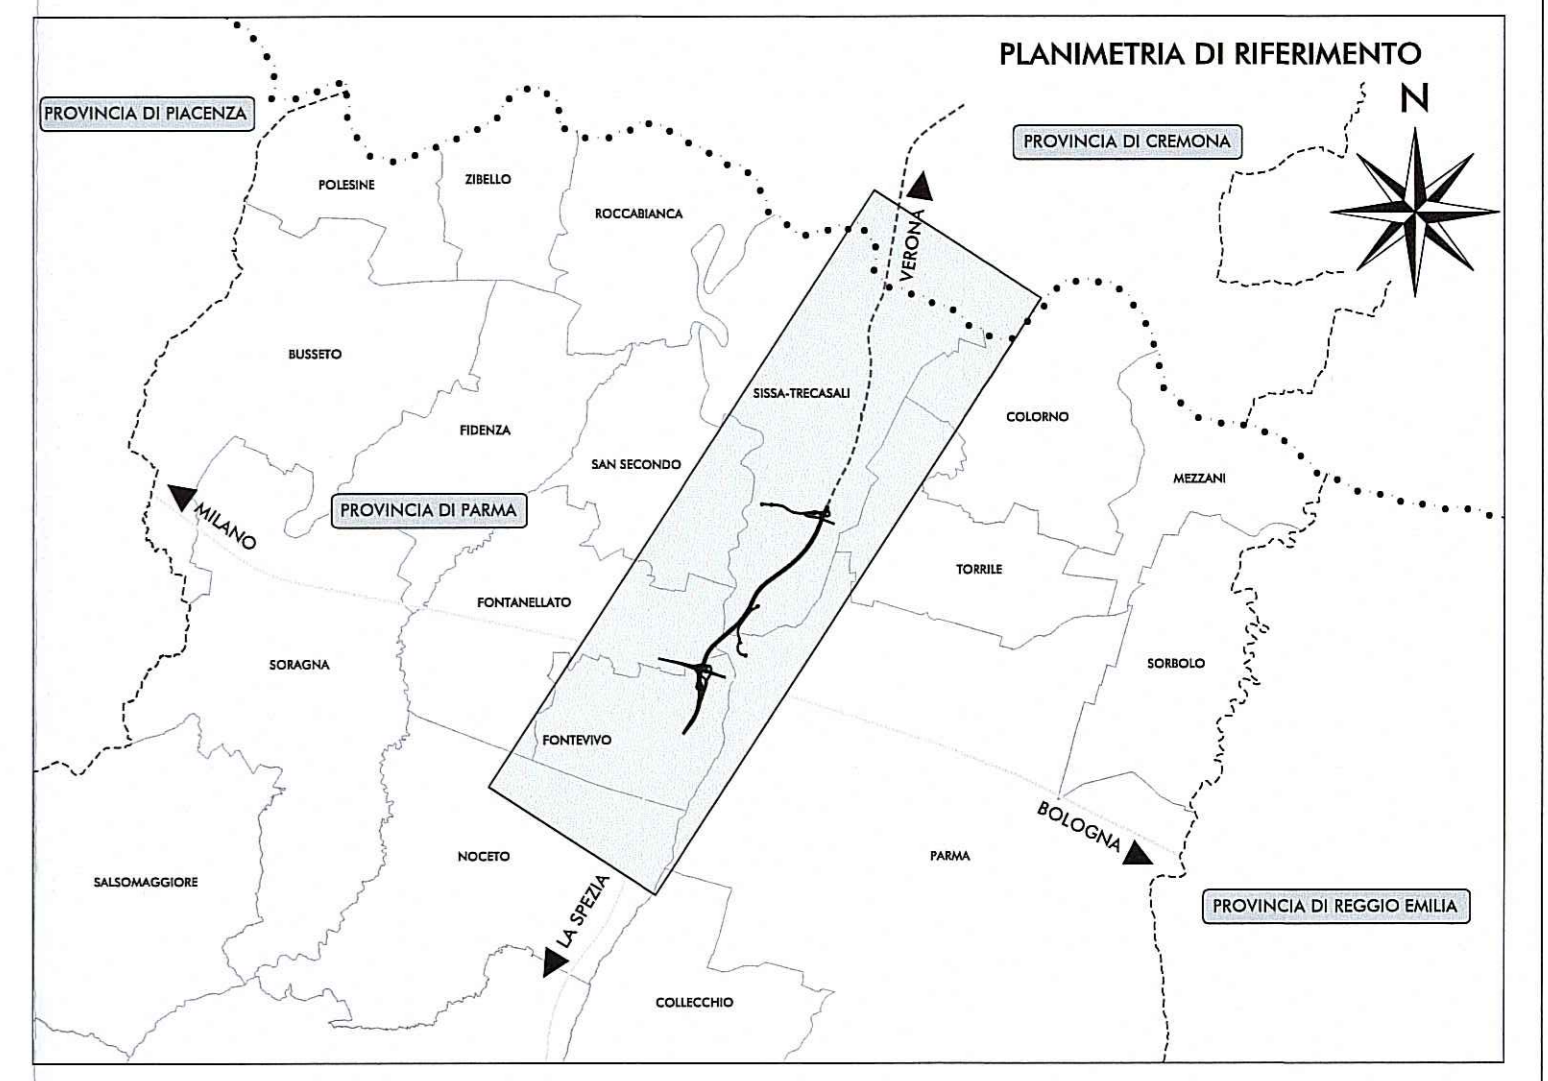 PLANIMETRIA DI RIFERIMENTO
N
PROVINCIA DI PIACENZA
PROVINCIA DI CREMONA
POLESINE
ZIBELLO
ROCCABIANCA
VERONA
BUSSETO
SISSA-TRECASALI
COLORNO
FIDENZA
SAN SECONDO
MEZZANI
MILANO
PROVINCIA DI PARMA
TORRILE
FONTANELLATO
SORAGNA
SORBOLO
FONTEVIVO
BOLOGNA
NOCETO
PARMA
SALSOMAGGIORE
LA SPEZIA
PROVINCIA DI REGGIO EMILIA
COLLECCHIO